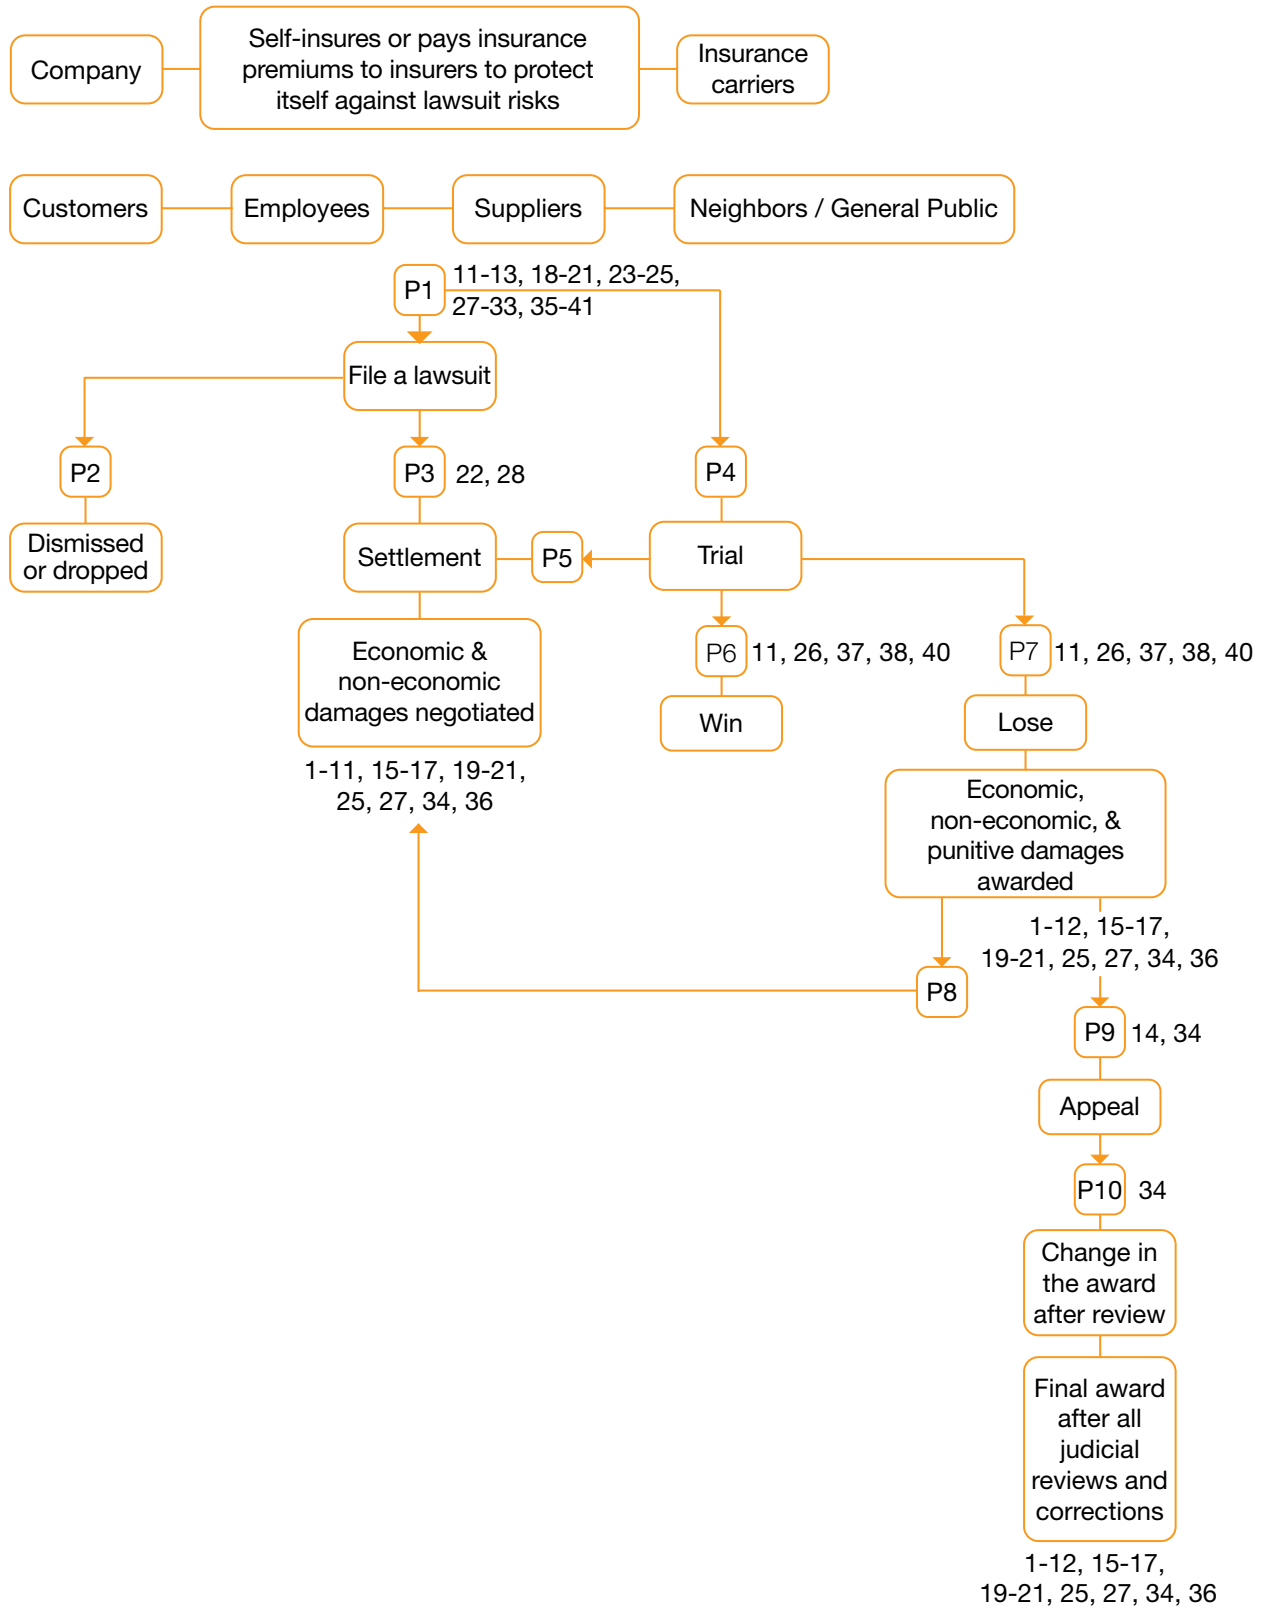 Company
Self-insures or pays insurance
premiums to insurers to protect
itself against lawsuit risks
Insurance
carriers
Customers
Employees
Suppliers
Neighbors / General Public
P1
11-13, 18-21, 23-25,
27-33, 35-41
File a lawsuit
P2
P3
22, 28
P4
Dismissed
or dropped
Settlement
P5
Trial
Economic &
non-economic
damages negotiated
1-11, 15-17, 19-21,
25, 27, 34, 36
P6
11, 26, 37, 38, 40
P7
11, 26, 37, 38, 40
Win
Lose
Economic,
non-economic, &
punitive damages
awarded
1-12, 15-17,
19-21, 25, 27, 34, 36
P8
P9
14, 34
Appeal
P10
34
Change in
the award
after review
Final award
after all
judicial
reviews and
corrections
1-12, 15-17,
19-21, 25, 27, 34, 36